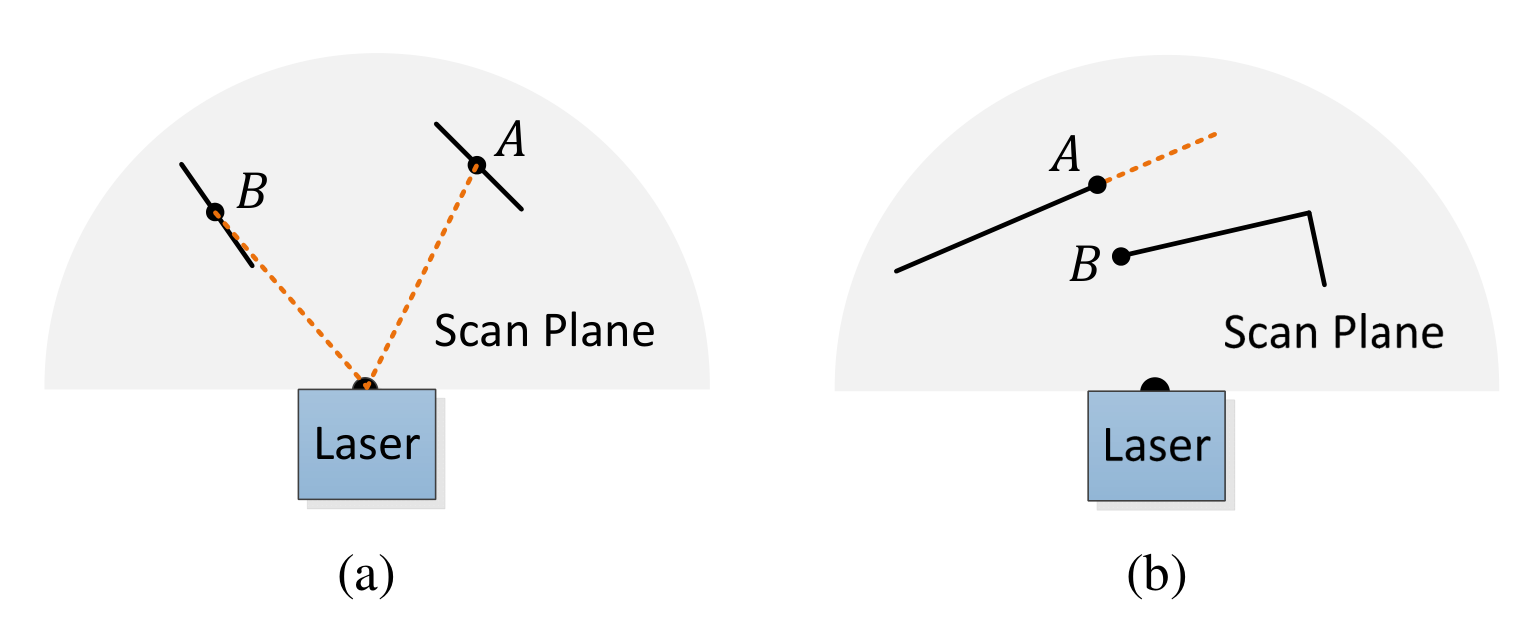 A
B
Scan Plane
Laser
(a)
A
B
Scan Plane
Laser
(b)